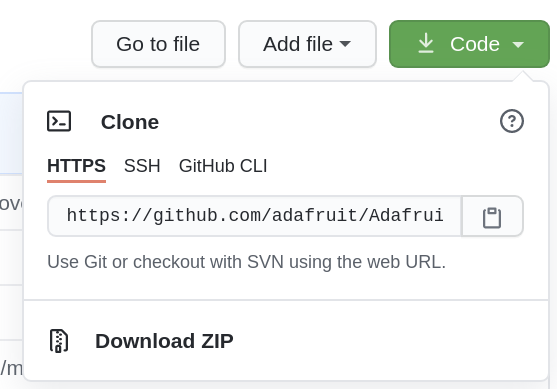 Go to file Add file Code
Clone
HTTPS SSH GitHub CLI
https://github.com/adafruit/Adafrui
Use Git or checkout with SVN using the web URL.
Download ZIP
/m